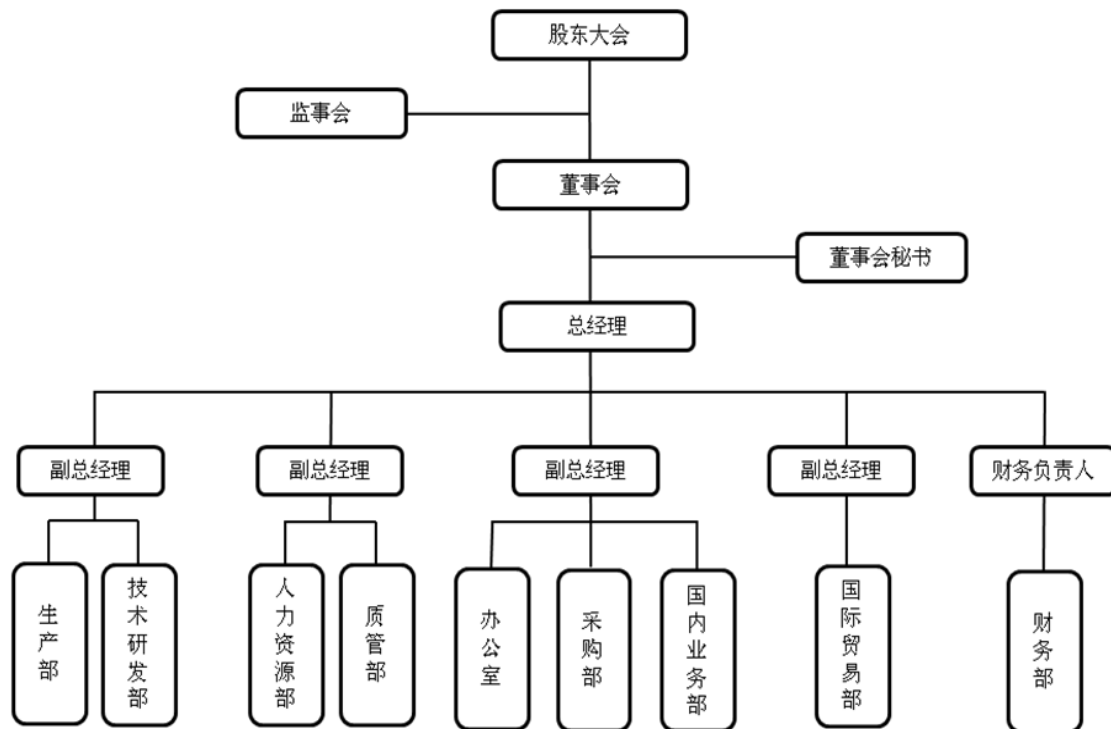 股东大会
监事会
董事会
董事会秘书
总经理
副总经理
副总经理
副总经理
副总经理
财务负责人
生产部
技术研发部
人力资源部
质管部
办公室
采购部
国内业务部
国际贸易部
财务部